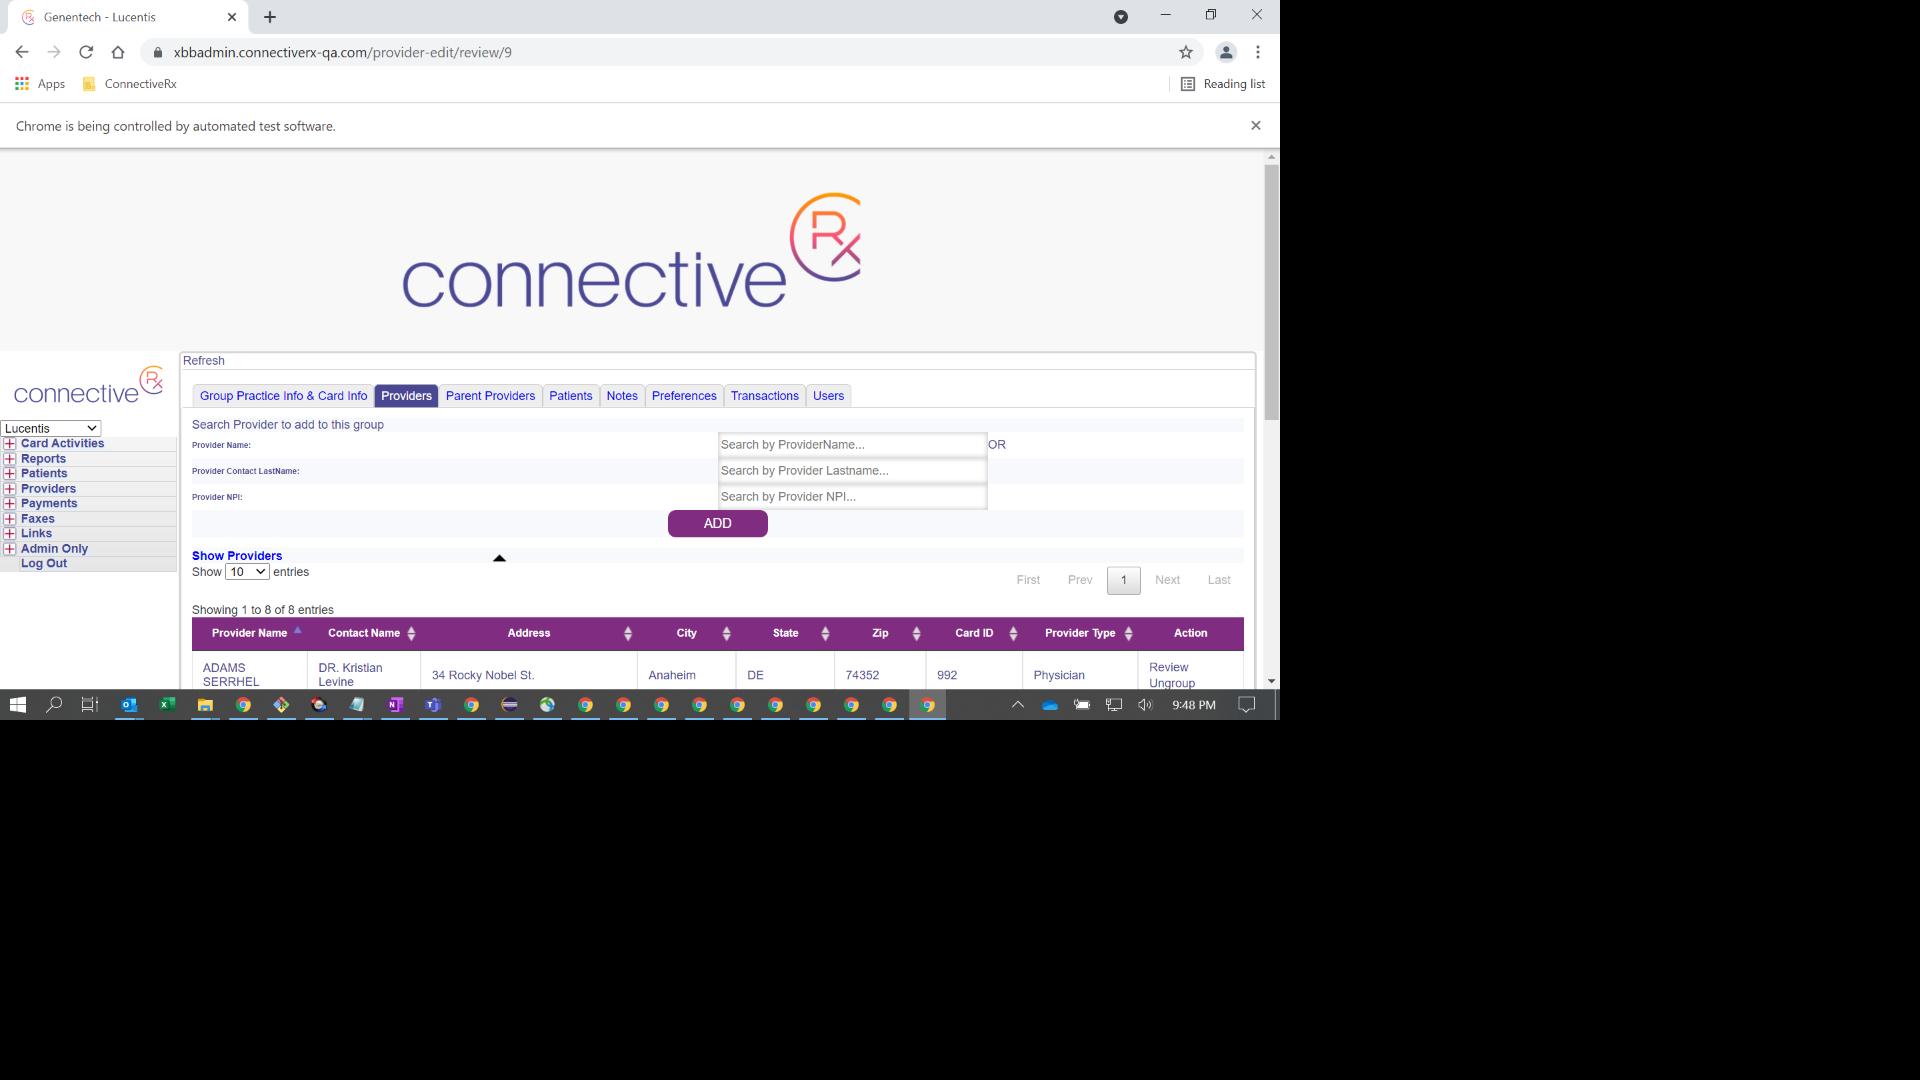 Genentech - Lucentis
xbbadmin.connectiverx-qa.com/provider-edit/review/9
Apps ConnectiveRx Reading list
Chrome is being controlled by automated test software.
connective Rx
connective Rx
Lucentis
Card Activities
Reports
Patients
Providers
Payments
Faxes
Links
Admin Only
Log Out
Refresh
Group Practice Info & Card Info Providers Parent Providers Patients Notes Preferences Transactions Users
Search Provider to add to this group
Provider Name: Search by ProviderName... OR
Provider Contact LastName: Search by Provider Lastname...
Provider NPI: Search by Provider NPI...
ADD
Show Providers
Show 10 entries
First Prev 1 Next Last
Showing 1 to 8 of 8 entries
Provider Name Contact Name Address City State Zip Card ID Provider Type Action
ADAMS SERRHEL DR. Kristian Levine 34 Rocky Nobel St. Anaheim DE 74352 992 Physician Review Ungroup
9:48 PM